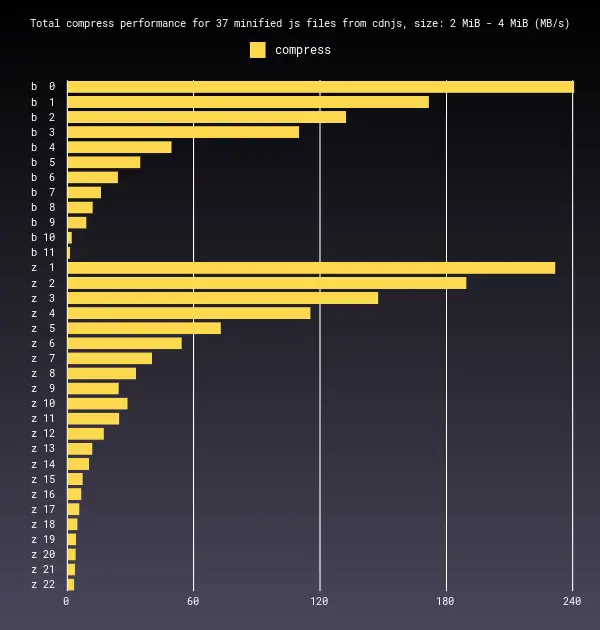 Total compress performance for 37 minified js files from cdnjs, size: 2 MiB - 4 MiB (MB/s)
compress
b 0
b 1
b 2
b 3
b 4
b 5
b 6
b 7
b 8
b 9
b 10
b 11
z 1
z 2
z 3
z 4
z 5
z 6
z 7
z 8
z 9
z 10
z 11
z 12
z 13
z 14
z 15
z 16
z 17
z 18
z 19
z 20
z 21
z 22
0 60 120 180 240